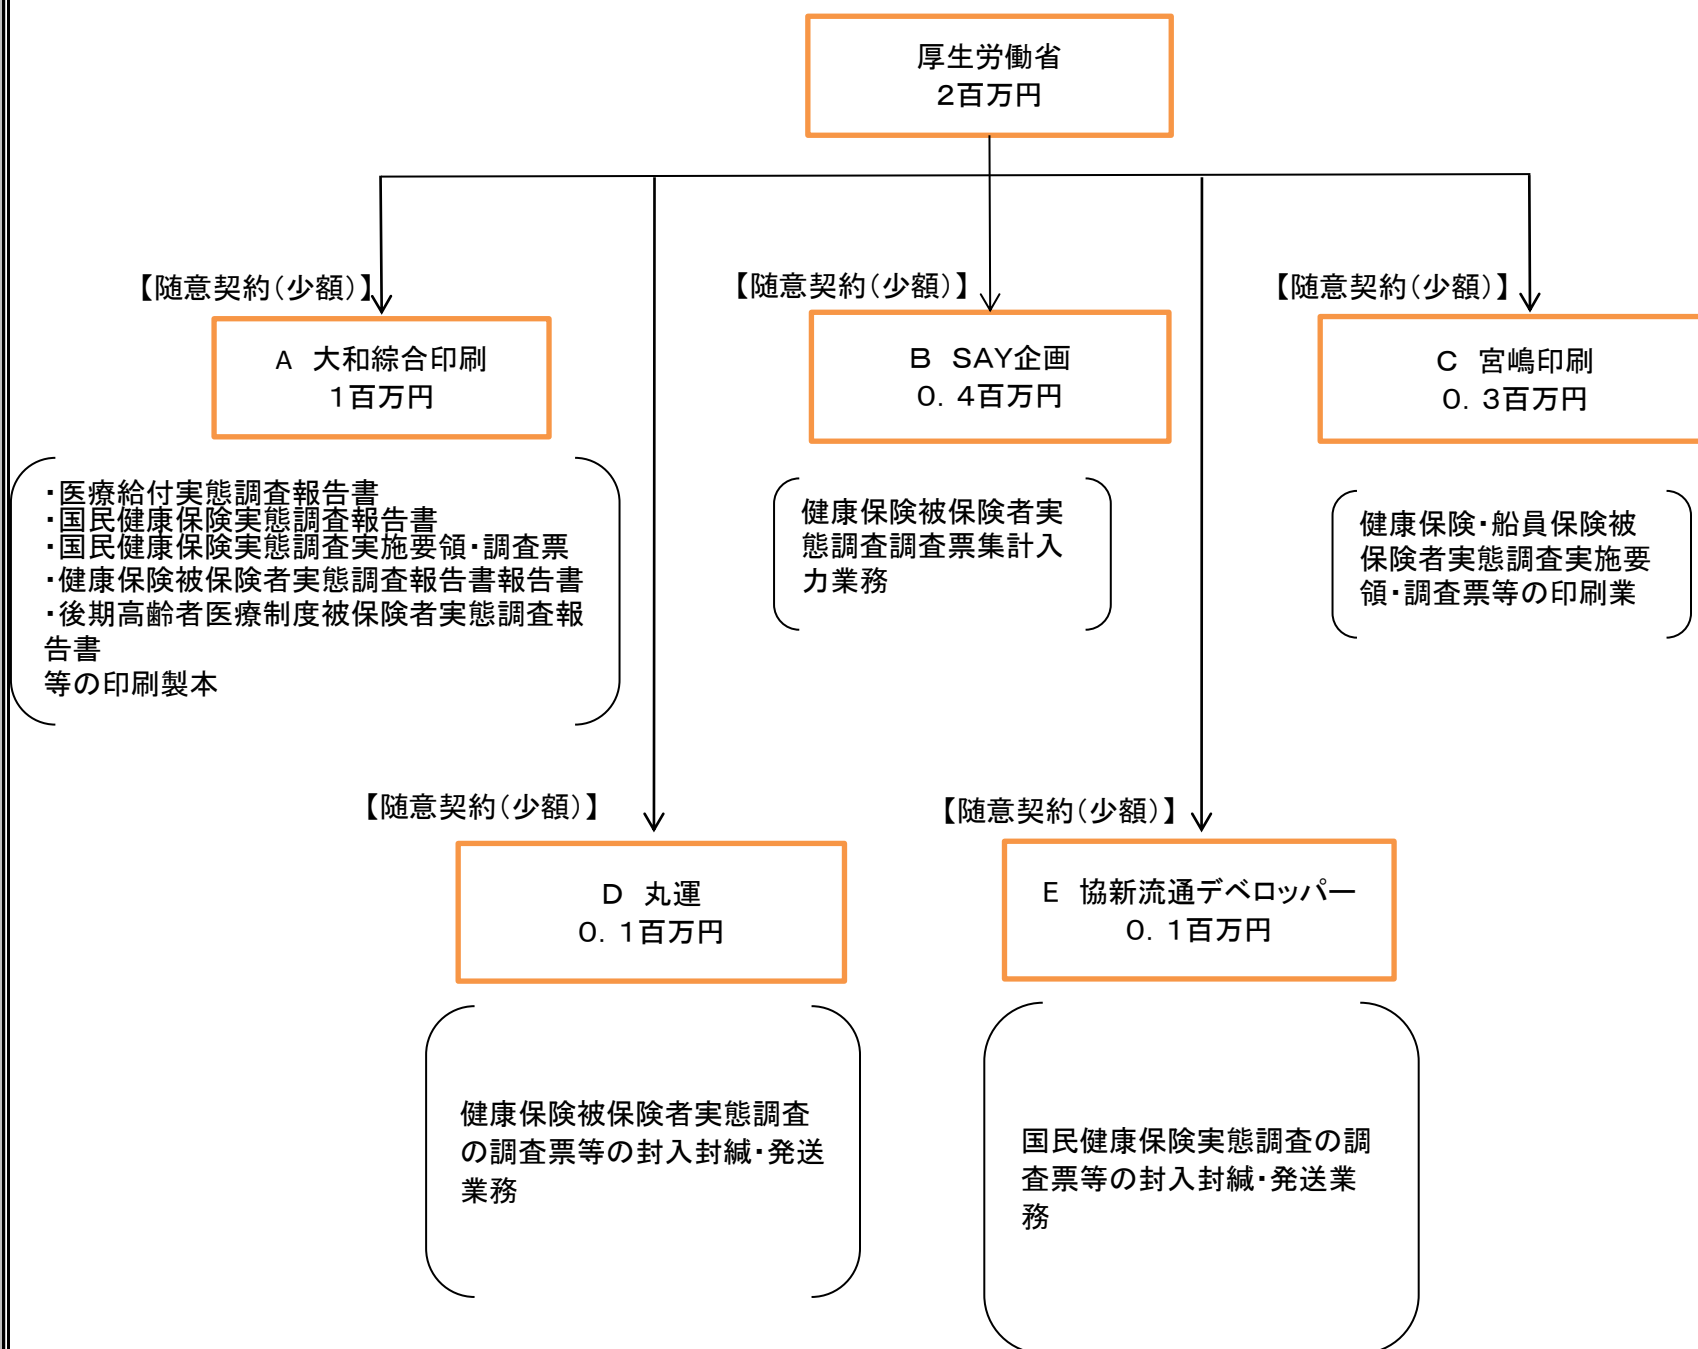 厚生労働省
2百万円
【随意契約(少額)】
A　大和綜合印刷
1百万円
・医療給付実態調査報告書
・国民健康保険実態調査報告書
・国民健康保険実態調査実施要領・調査票
・健康保険被保険者実態調査報告書報告書
・後期高齢者医療制度被保険者実態調査報
告書
等の印刷製本
【随意契約(少額)】
B　SAY企画
0．4百万円
健康保険被保険者実
態調査調査票集計入
力業務
【随意契約(少額)】
C　宮嶋印刷
0．3百万円
健康保険・船員保険被
保険者実態調査実施要
領・調査票等の印刷業
【随意契約(少額)】
D　丸運
0．1百万円
健康保険被保険者実態調査
の調査票等の封入封緘・発送
業務
【随意契約(少額)】
E　協新流通デベロッパー
0．1百万円
国民健康保険実態調査の調
査票等の封入封緘・発送業
務